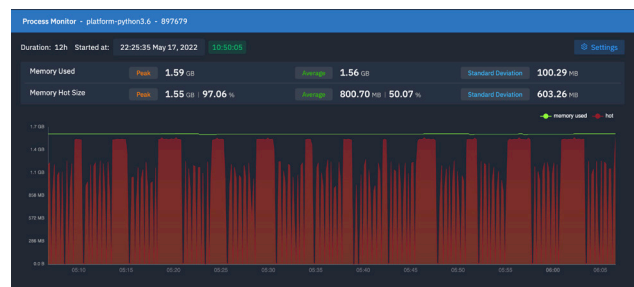 Process Monitor - platform-python3.6 - 897679
Duration: 12h Started at: 22:25:35 May 17, 2022 10:50:05 Settings
Memory Used Peak 1.59 GB Average 1.56 GB Standard Deviation 100.29 MB
Memory Hot Size Peak 1.55 GB | 97.06 % Average 800.70 MB | 50.07 % Standard Deviation 603.26 MB
memory used hot
1.7 GB
1.4 GB
1.1 GB
858 MB
572 MB
286 MB
0.0 B
05:10 05:15 05:20 05:25 05:30 05:35 05:40 05:45 05:50 05:55 06:00 06:05